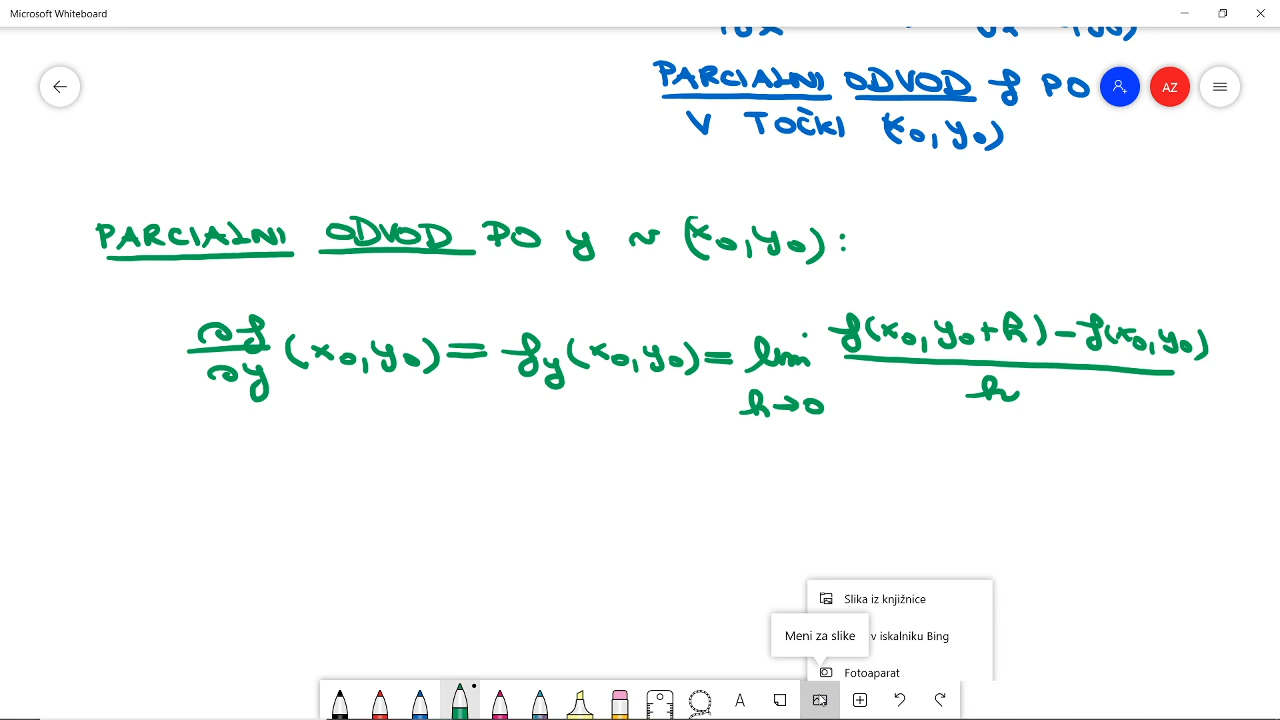 Microsoft Whiteboard
PARCIALNI ODVOD f PO
V TOČKI (x₀, y₀)
AZ
PARCIALNI ODVOD PO y v (x₀, y₀):
∂f/∂y (x₀, y₀) = f_y(x₀, y₀) = lim h→0 (f(x₀, y₀+h) - f(x₀, y₀))/h
Slika iz knjižnice
Meni za slike
v iskalniku Bing
Fotoaparat
A